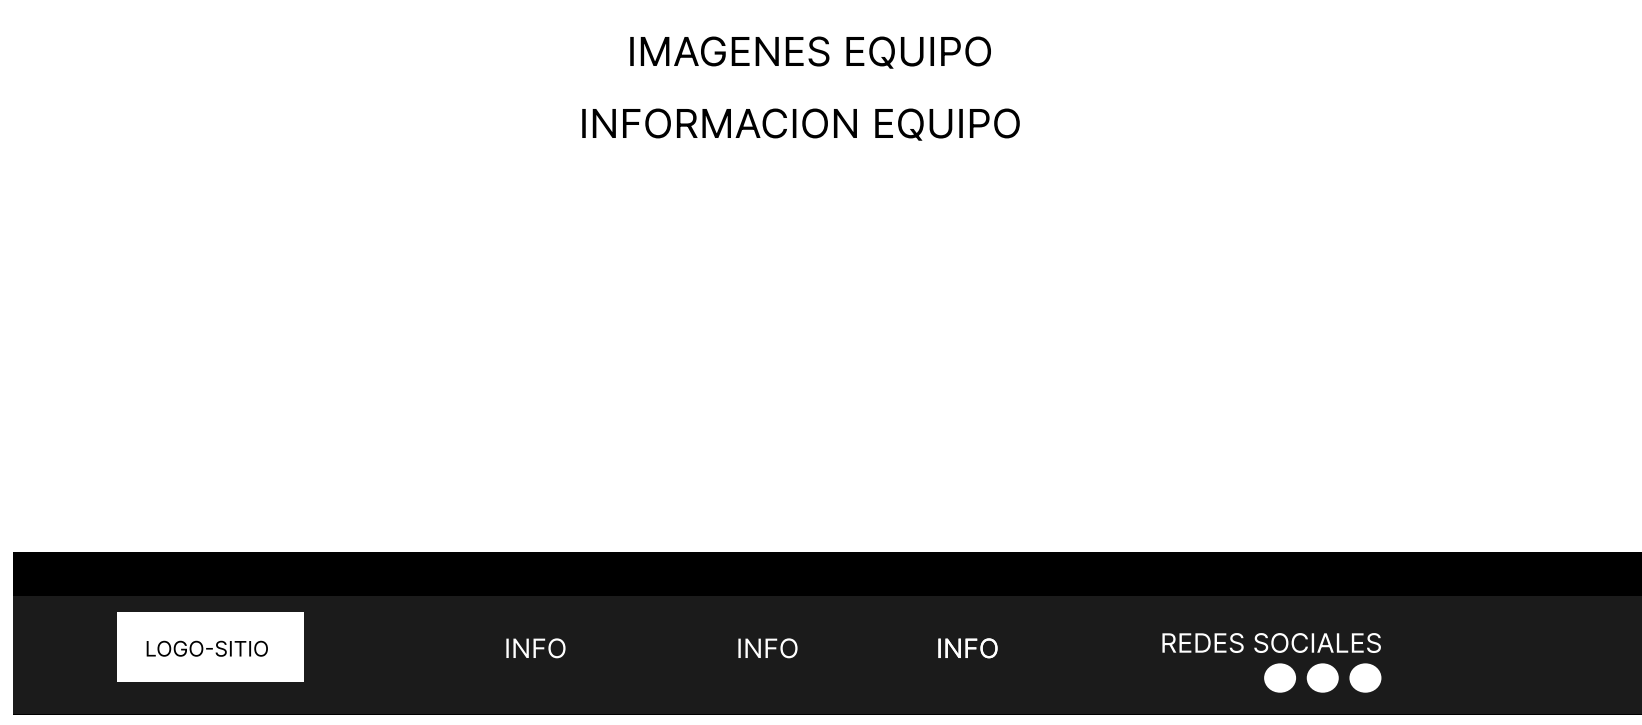 IMAGENES EQUIPO
INFORMACION EQUIPO
LOGO-SITIO
INFO
INFO
INFO
REDES SOCIALES